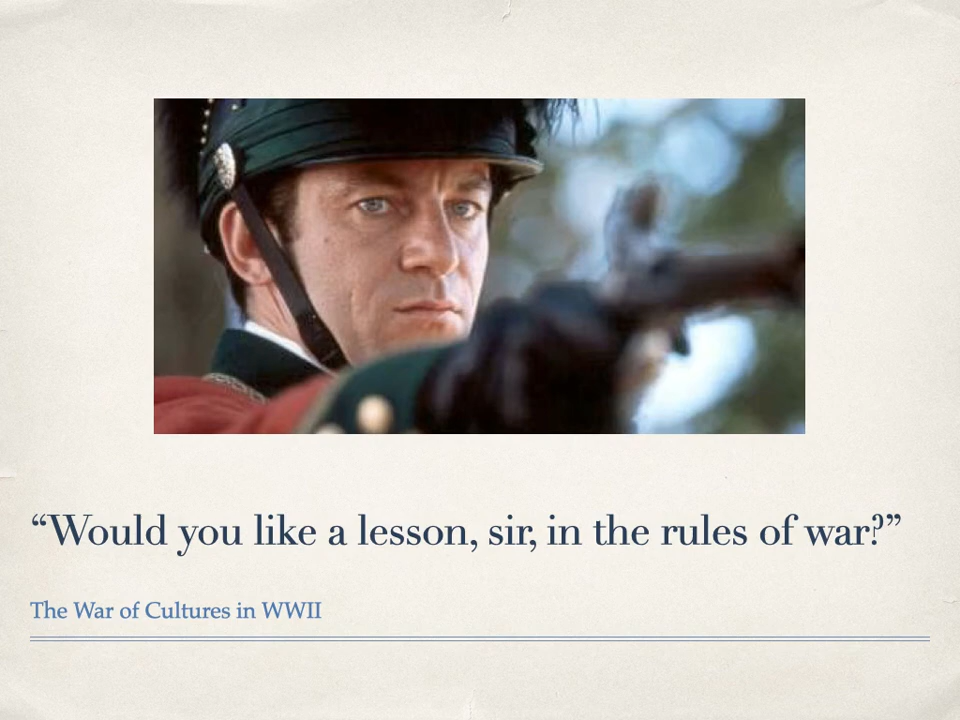 “Would you like a lesson, sir, in the rules of war?”
The War of Cultures in WWII